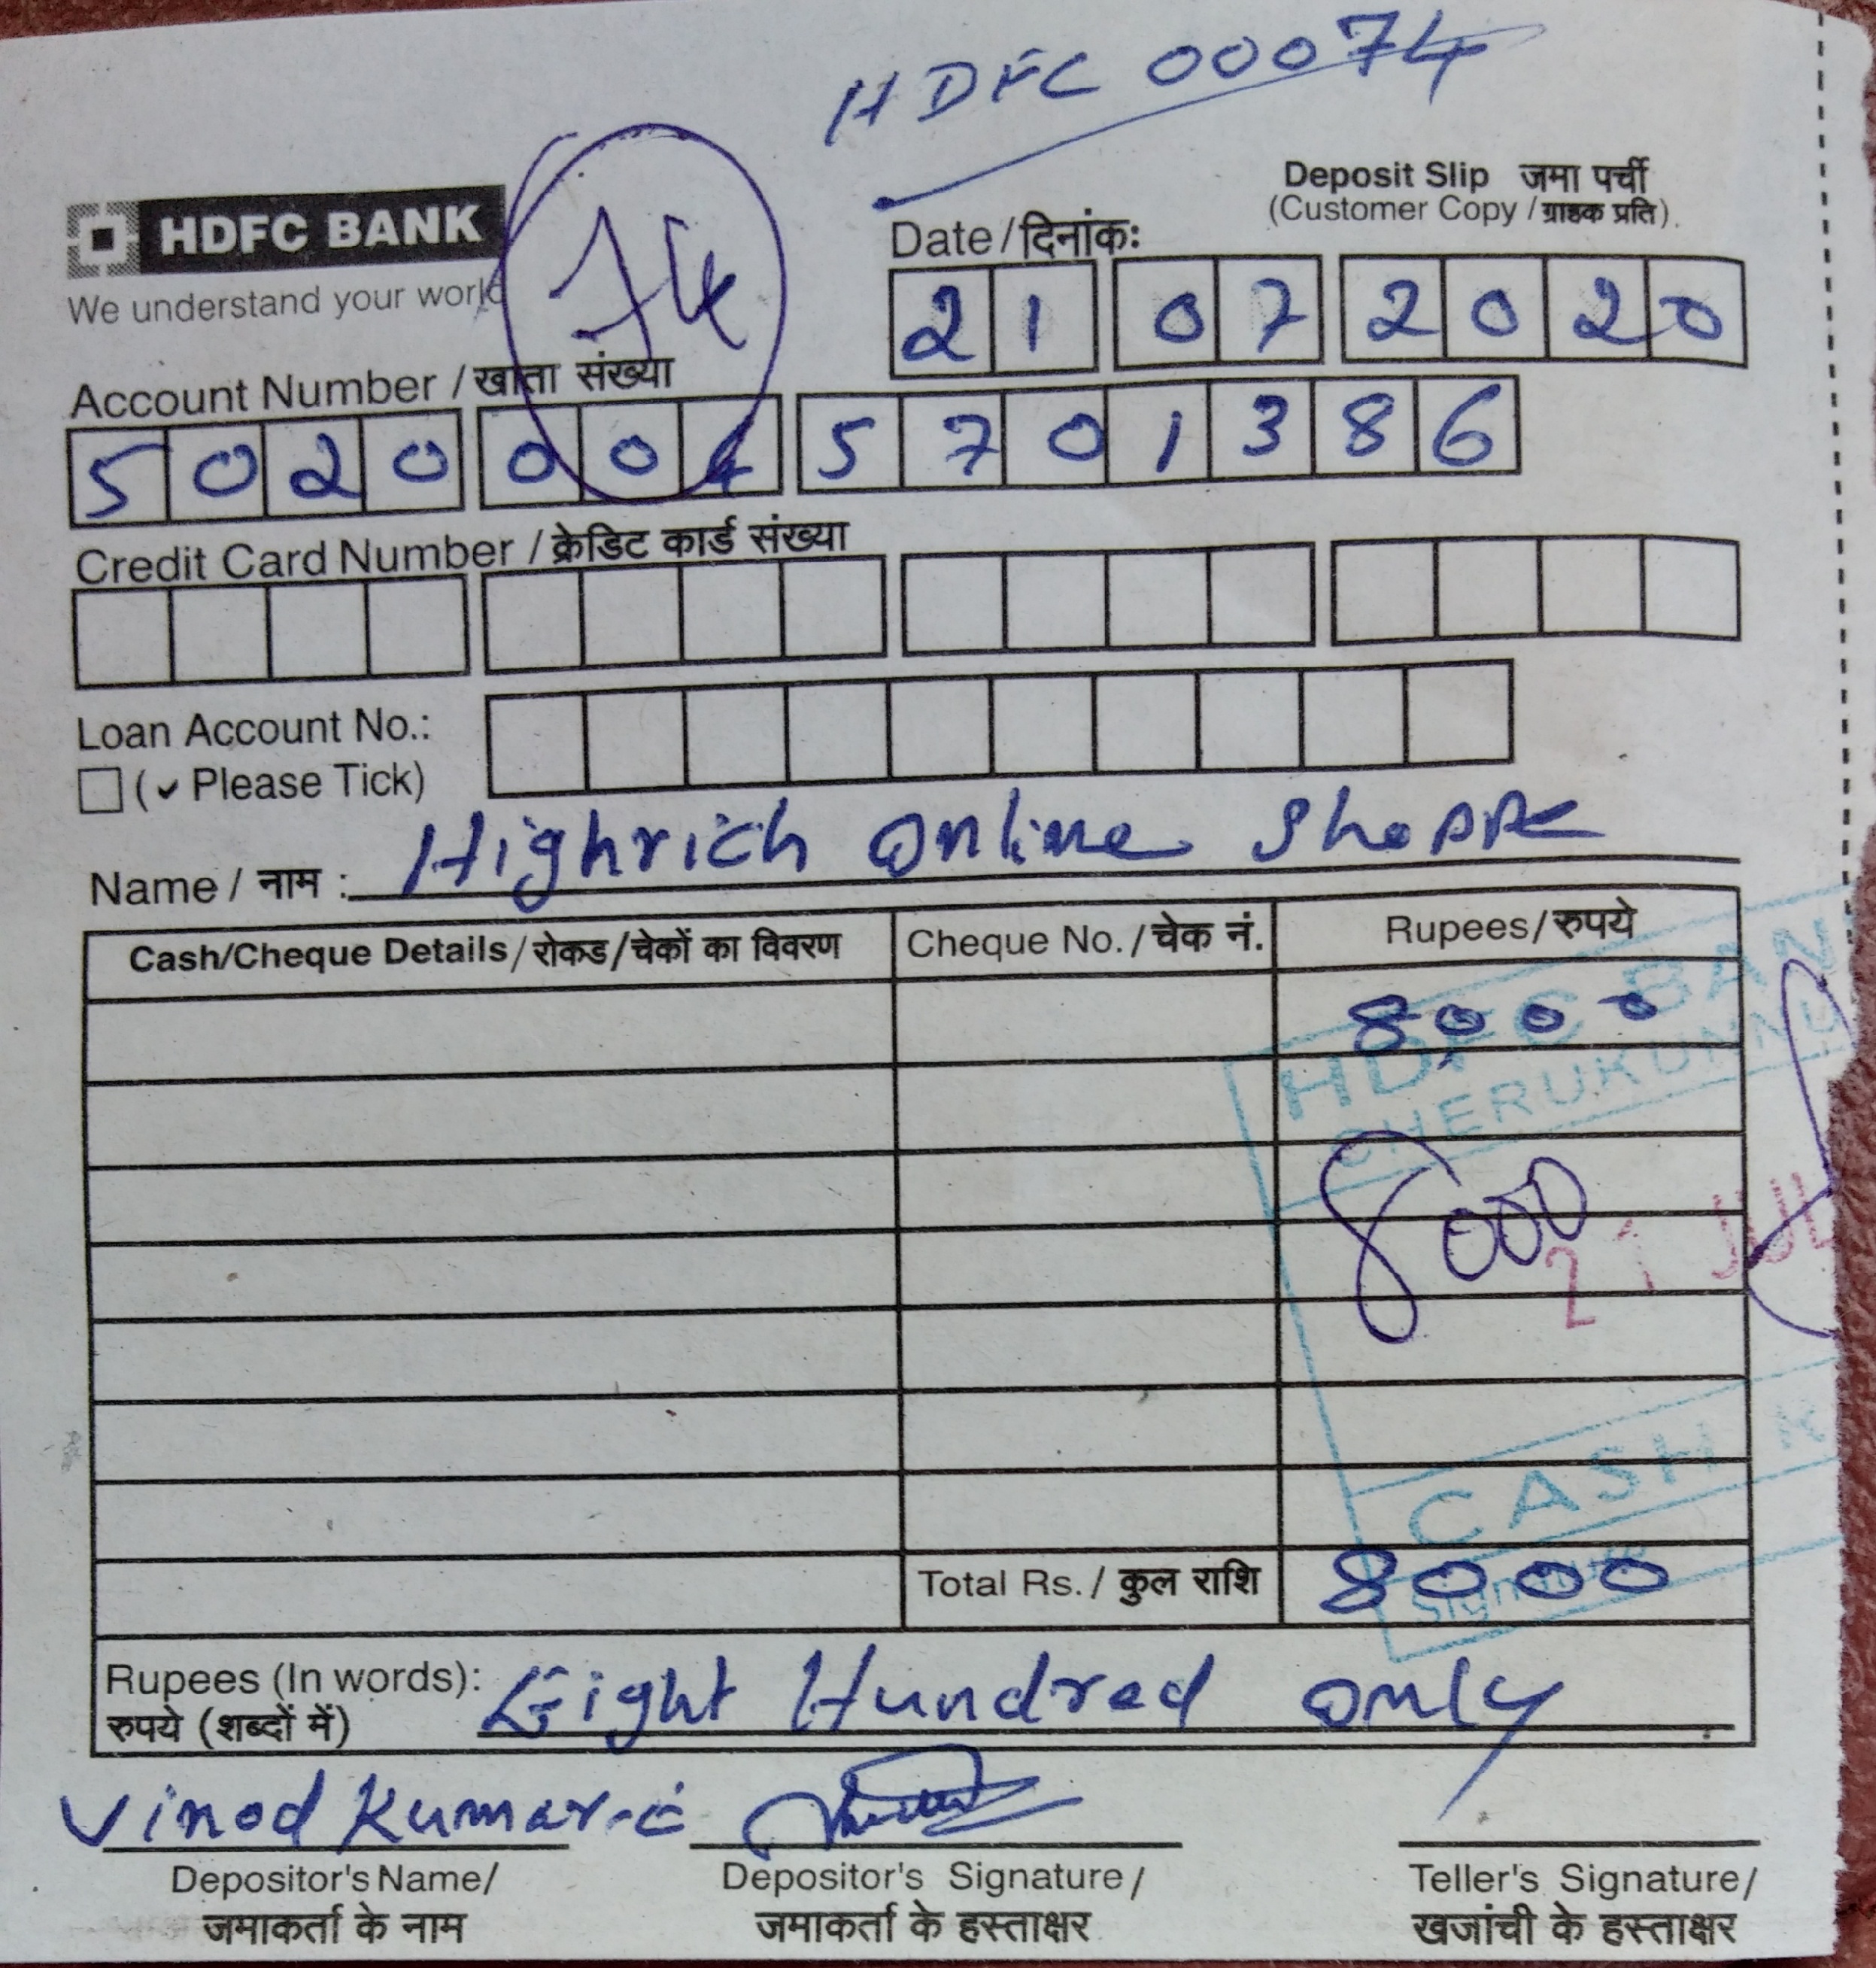 HDFC 00074
HDFC BANK
We understand your world
74
Deposit Slip जमा पर्ची
(Customer Copy / ग्राहक प्रति).
Date / दिनांकः
21 07 2020
Account Number / खाता संख्या
5020 004 5701386
Credit Card Number / क्रेडिट कार्ड संख्या
Loan Account No.:
(✓ Please Tick)
Name / नाम : Highrich Online Shoppe
Cash/Cheque Details / रोकड / चेकों का विवरण Cheque No. / चेक नं. Rupees / रुपये
8000
HDFC BAN
CHERUKUNNU
8000
21 JUL
CASH
Signature
Total Rs. / कुल राशि 8000
Rupees (In words): Eight Hundred only
रुपये (शब्दों में)
Vinod Kumar-c
Depositor's Name/ Depositor's Signature / Teller's Signature /
जमाकर्ता के नाम जमाकर्ता के हस्ताक्षर खजांची के हस्ताक्षर